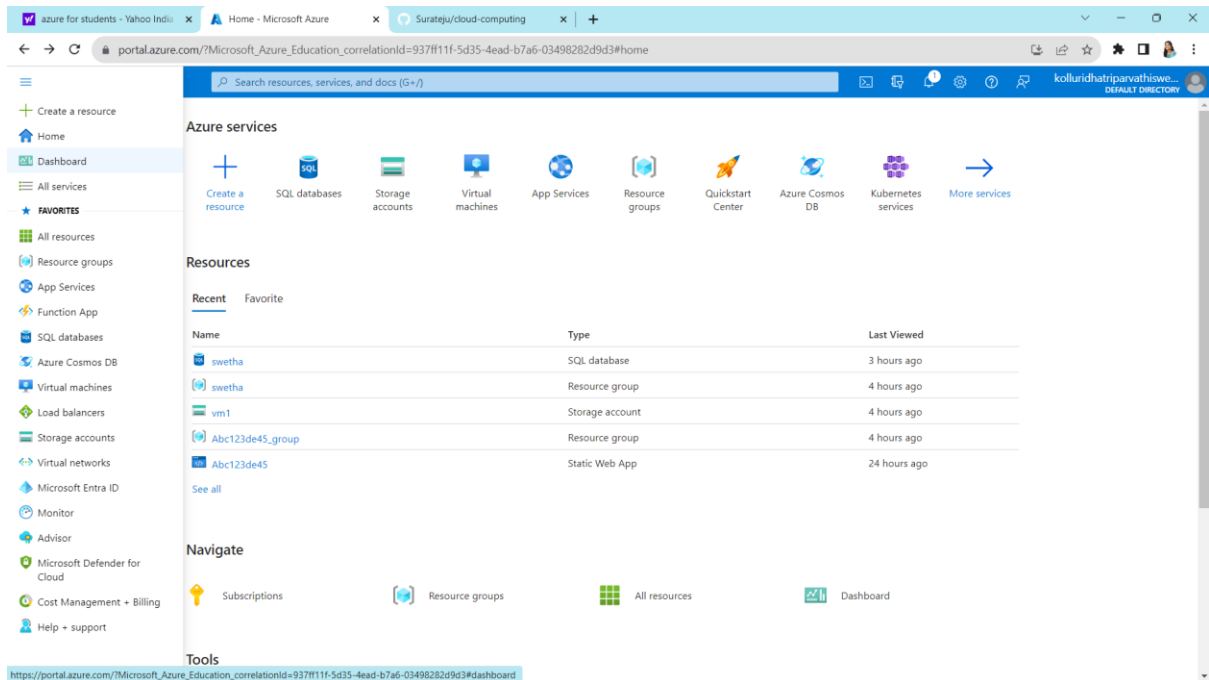 azure for students - Yahoo India
Home - Microsoft Azure
Surateju/cloud-computing
portal.azure.com/?Microsoft_Azure_Education_correlationId=937ff11f-5d35-4ead-b7a6-03498282d9d3#home
Search resources, services, and docs (G+/)
1
kolluridhatriparvathiswe...
DEFAULT DIRECTORY
Create a resource
Home
Dashboard
All services
FAVORITES
All resources
Resource groups
App Services
Function App
SQL databases
Azure Cosmos DB
Virtual machines
Load balancers
Storage accounts
Virtual networks
Microsoft Entra ID
Monitor
Advisor
Microsoft Defender for
Cloud
Cost Management + Billing
Help + support
Azure services
Create a
resource
SQL databases
Storage
accounts
Virtual
machines
App Services
Resource
groups
Quickstart
Center
Azure Cosmos
DB
Kubernetes
services
More services
Resources
Recent Favorite
Name Type Last Viewed
swetha SQL database 3 hours ago
swetha Resource group 4 hours ago
vm1 Storage account 4 hours ago
Abc123de45_group Resource group 4 hours ago
Abc123de45 Static Web App 24 hours ago
See all
Navigate
Subscriptions Resource groups All resources Dashboard
Tools
https://portal.azure.com/?Microsoft_Azure_Education_correlationId=937ff11f-5d35-4ead-b7a6-03498282d9d3#dashboard